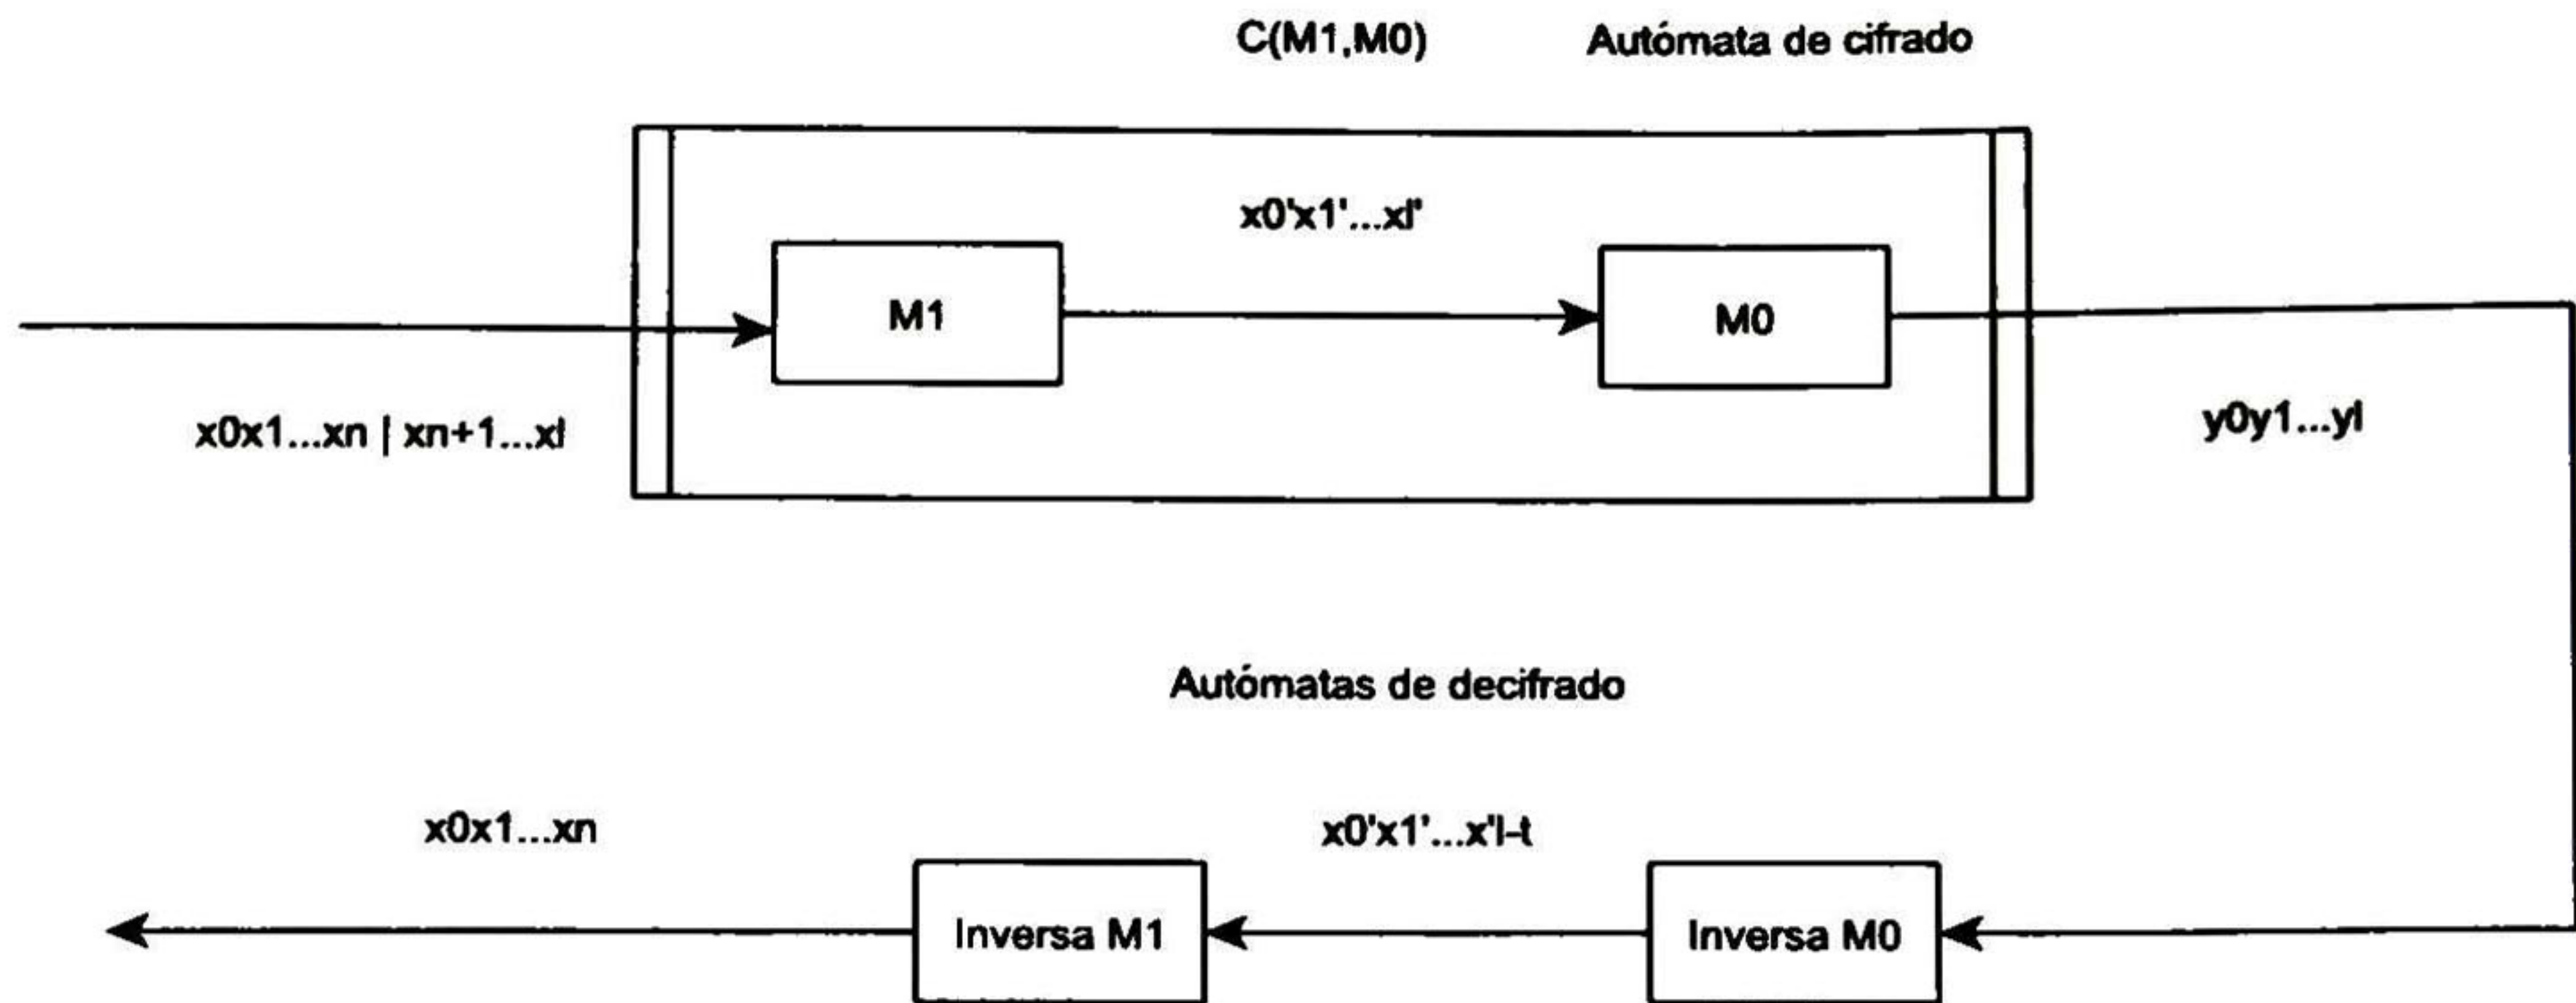 C(M1,M0) Autómata de cifrado
x0'x1'...xl'
M1 M0
x0x1...xn | xn+1...xl
y0y1...yl
Autómatas de decifrado
x0x1...xn
x0'x1'...x'l-t
Inversa M1
Inversa M0